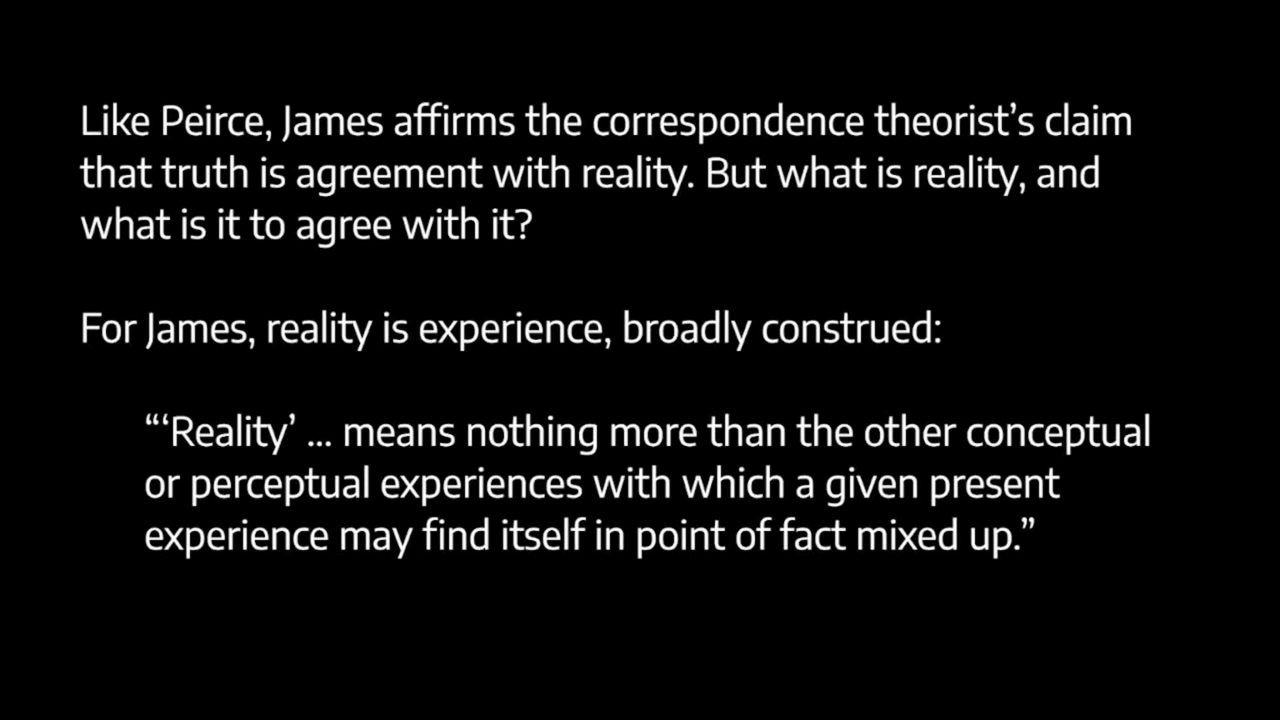 Like Peirce, James affirms the correspondence theorist’s claim
that truth is agreement with reality. But what is reality, and
what is it to agree with it?
For James, reality is experience, broadly construed:
“‘Reality’ ... means nothing more than the other conceptual
or perceptual experiences with which a given present
experience may find itself in point of fact mixed up.”